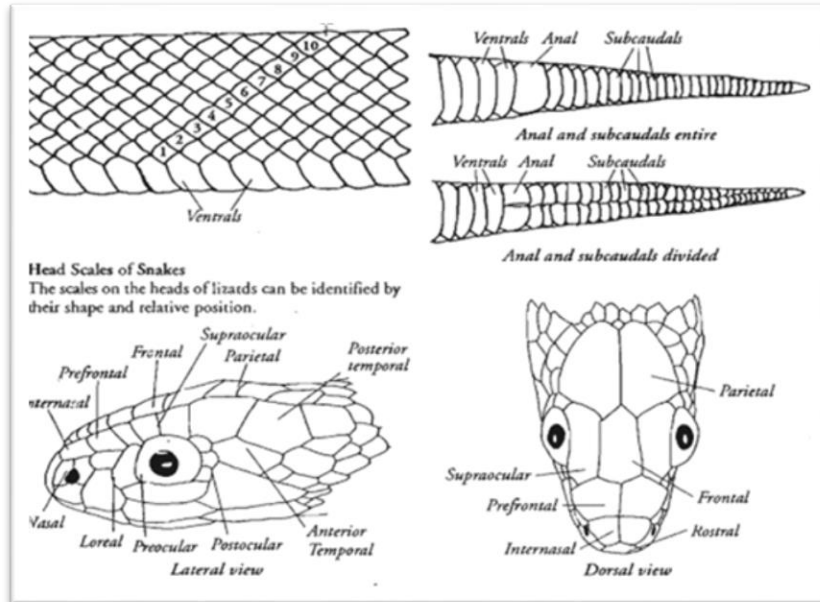 1 2 3 4 5 6 7 8 9 10
Ventrals
Ventrals Anal Subcaudals
Anal and subcaudals entire
Ventrals Anal Subcaudals
Anal and subcaudals divided
Head Scales of Snakes
The scales on the heads of lizards can be identified by
their shape and relative position.
Supraocular
Frontal Parietal Posterior
temporal
Prefrontal
nternasal
Nasal
Loreal Preocular Postocular Anterior
Temporal
Lateral view
Parietal
Supraocular
Frontal
Prefrontal
Rostral
Internasal
Dorsal view